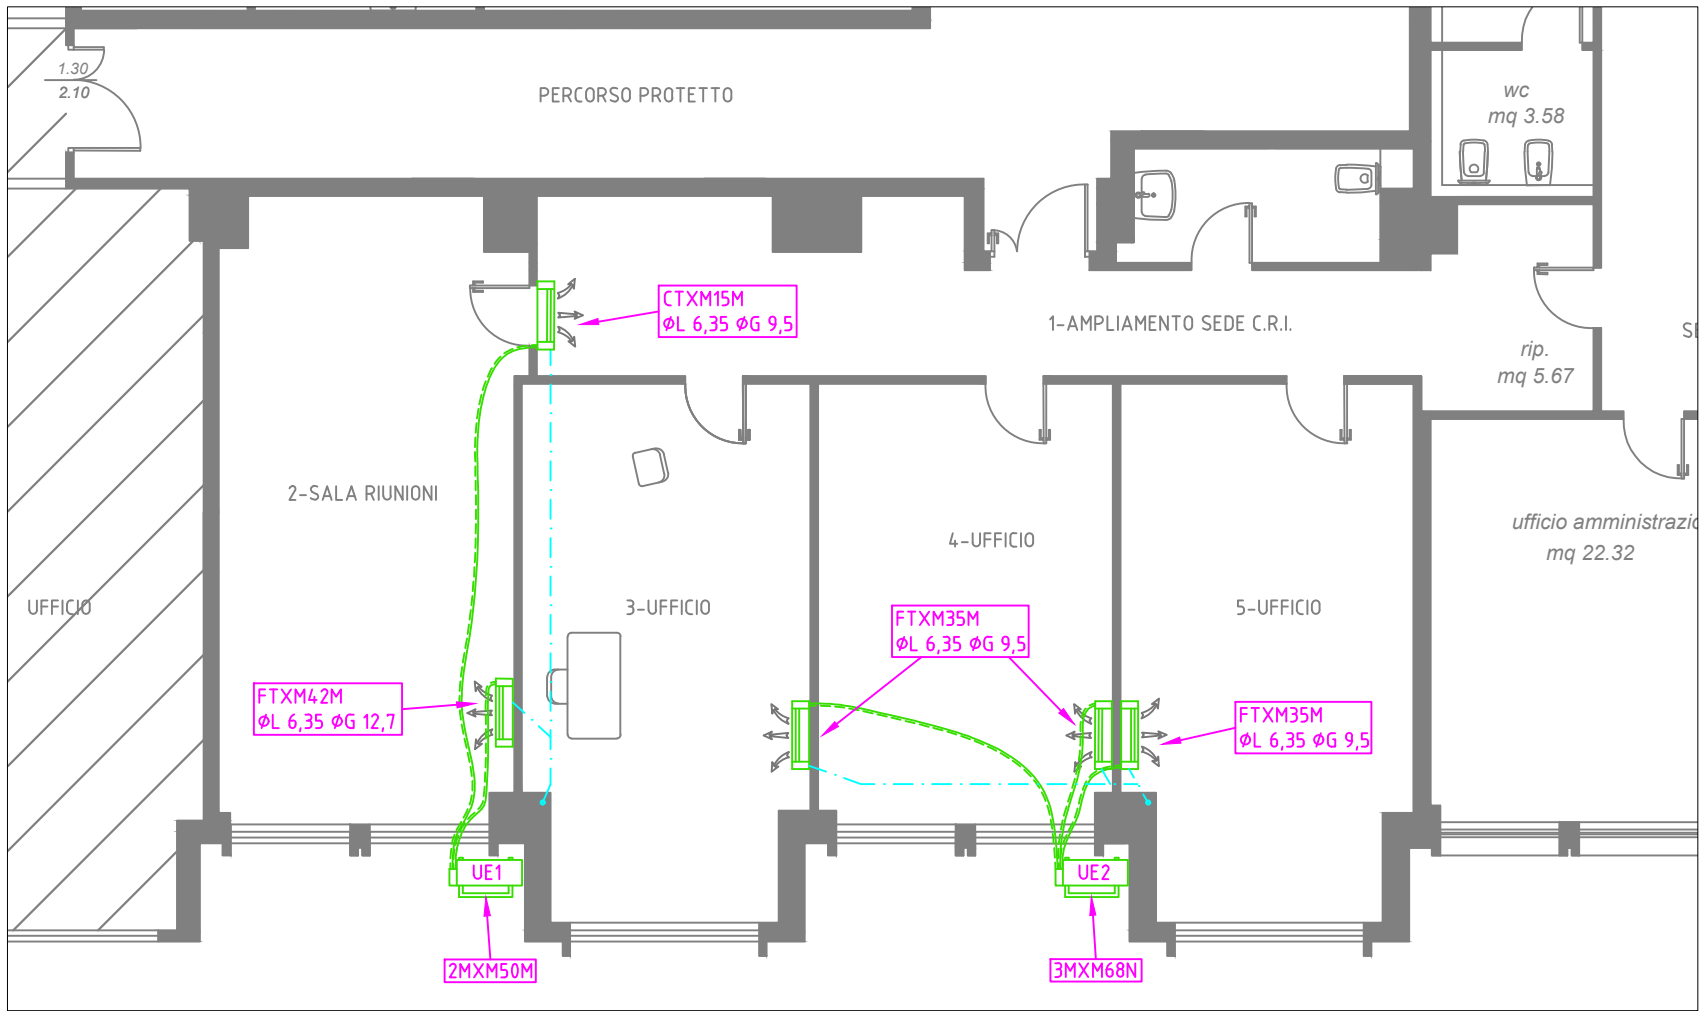 1.30
2.10
PERCORSO PROTETTO
wc
mq 3.58
CTXM15M
ØL 6,35 ØG 9,5
1-AMPLIAMENTO SEDE C.R.I.
SE
rip.
mq 5.67
2-SALA RIUNIONI
4-UFFICIO
ufficio amministrazio
mq 22.32
UFFICIO
3-UFFICIO
5-UFFICIO
FTXM35M
ØL 6,35 ØG 9,5
FTXM42M
ØL 6,35 ØG 12,7
FTXM35M
ØL 6,35 ØG 9,5
UE1
UE2
2MXM50M
3MXM68N